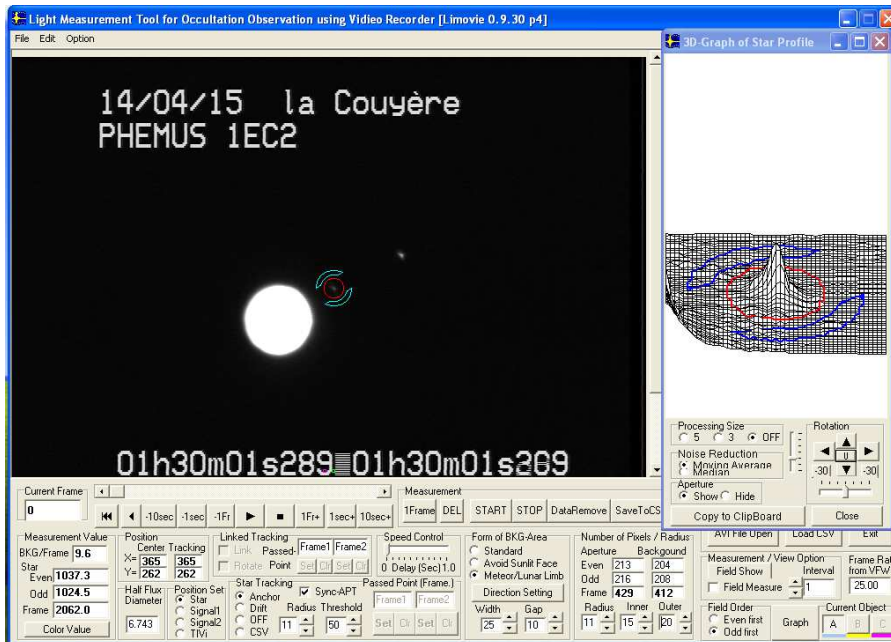 Light Measurement Tool for Occultation Observation using Vidieo Recorder [Limovie 0.9.30 p4]
File Edit Option
3D-Graph of Star Profile
14/04/15 la Couyère
PHEMUS 1EC2
01h30m01s289 01h30m01s309
Processing Size
5 3 OFF
Noise Reduction
Moving Average
Median
Aperture
Show Hide
Copy to ClipBoard
Rotation
U
-30| -30|
Close
Current Frame
0
-10sec -1sec -1Fr 1Fr+ 1sec+ 10sec+
Measurement
1Frame DEL START STOP DataRemove SaveToCS
AVI File Open Load CSV Exit
Measurement Value
BKG/Frame 9.6
Star
Even 1037.3
Odd 1024.5
Frame 2062.0
Color Value
Position
Center Tracking
X= 365 365
Y= 262 262
Half Flux
Diameter
6.743
Position Set
Star
Signal1
Signal2
TIVi
Linked Tracking
Link Passed- Frame1 Frame2
Rotate Point Set Clr Set Clr
Star Tracking
Anchor
Drift
OFF
CSV
Sync-APT
Radius Threshold
11 50
Speed Control
0 Delay (Sec) 1.0
Passed Point (Frame.)
Frame1 Frame2
Set Cl Set Cl
Form of BKG-Area
Standard
Avoid Sunlit Face
Meteor/Lunar Limb
Direction Setting
Width Gap
25 10
Number of Pixels / Radius
Aperture Backgound
Even 213 204
Odd 216 208
Frame 429 412
Radius Inner Outer
11 15 20
Measurement / View Option
Field Show Interval
Field Measure 1
Frame Rat
from VFW
25.00
Field Order
Even first
Odd first
Graph
Current Object
A B C